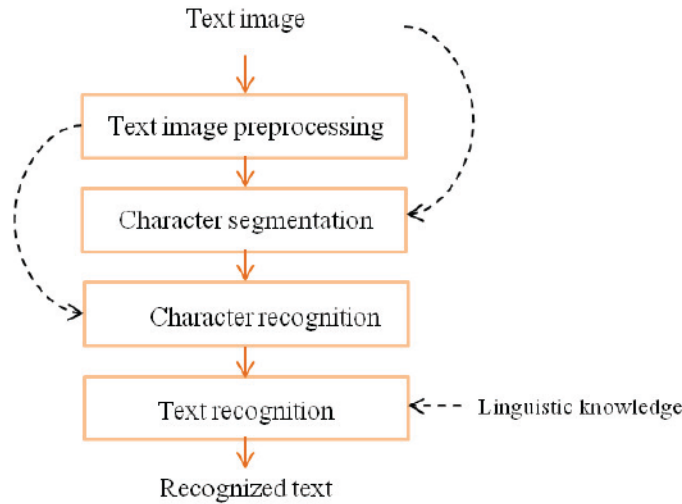 Text image
Text image preprocessing
Character segmentation
Character recognition
Text recognition
Linguistic knowledge
Recognized text